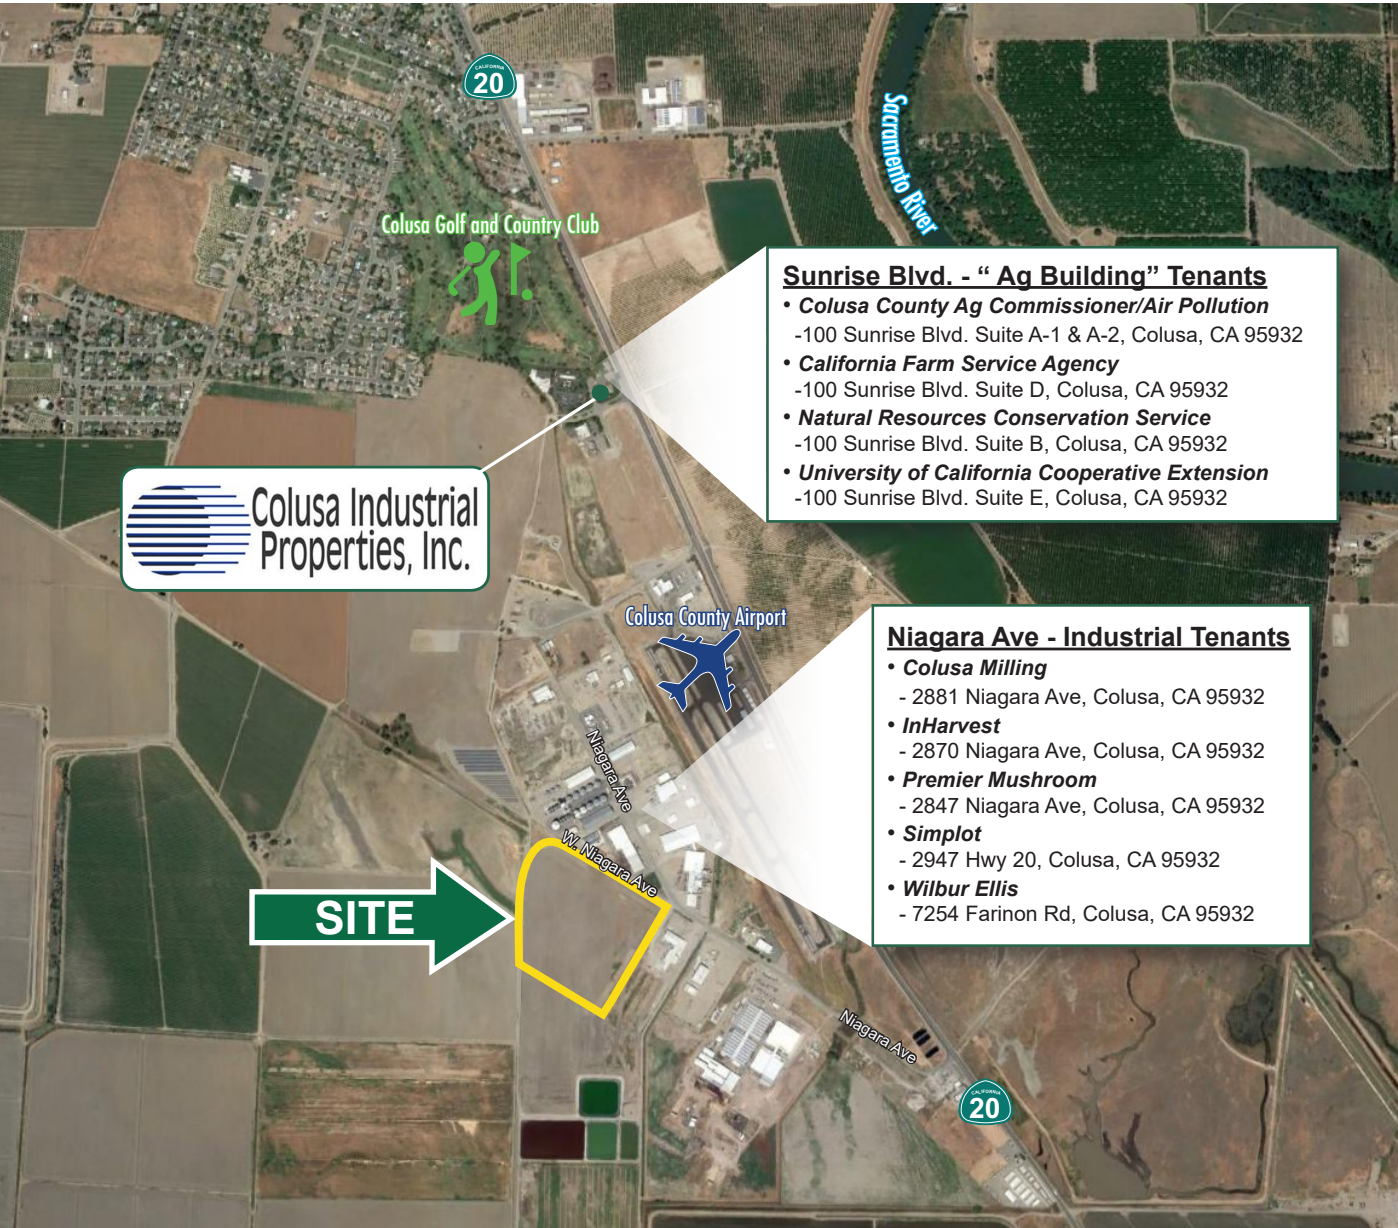 CALIFORNIA
20
Sacramento River
Colusa Golf and Country Club
Sunrise Blvd. - “ Ag Building” Tenants
• Colusa County Ag Commissioner/Air Pollution
-100 Sunrise Blvd. Suite A-1 & A-2, Colusa, CA 95932
• California Farm Service Agency
-100 Sunrise Blvd. Suite D, Colusa, CA 95932
• Natural Resources Conservation Service
-100 Sunrise Blvd. Suite B, Colusa, CA 95932
• University of California Cooperative Extension
-100 Sunrise Blvd. Suite E, Colusa, CA 95932
Colusa Industrial
Properties, Inc.
Colusa County Airport
Niagara Ave - Industrial Tenants
• Colusa Milling
- 2881 Niagara Ave, Colusa, CA 95932
• InHarvest
- 2870 Niagara Ave, Colusa, CA 95932
• Premier Mushroom
- 2847 Niagara Ave, Colusa, CA 95932
• Simplot
- 2947 Hwy 20, Colusa, CA 95932
• Wilbur Ellis
- 7254 Farinon Rd, Colusa, CA 95932
Niagara Ave
W. Niagara Ave
SITE
Niagara Ave
CALIFORNIA
20